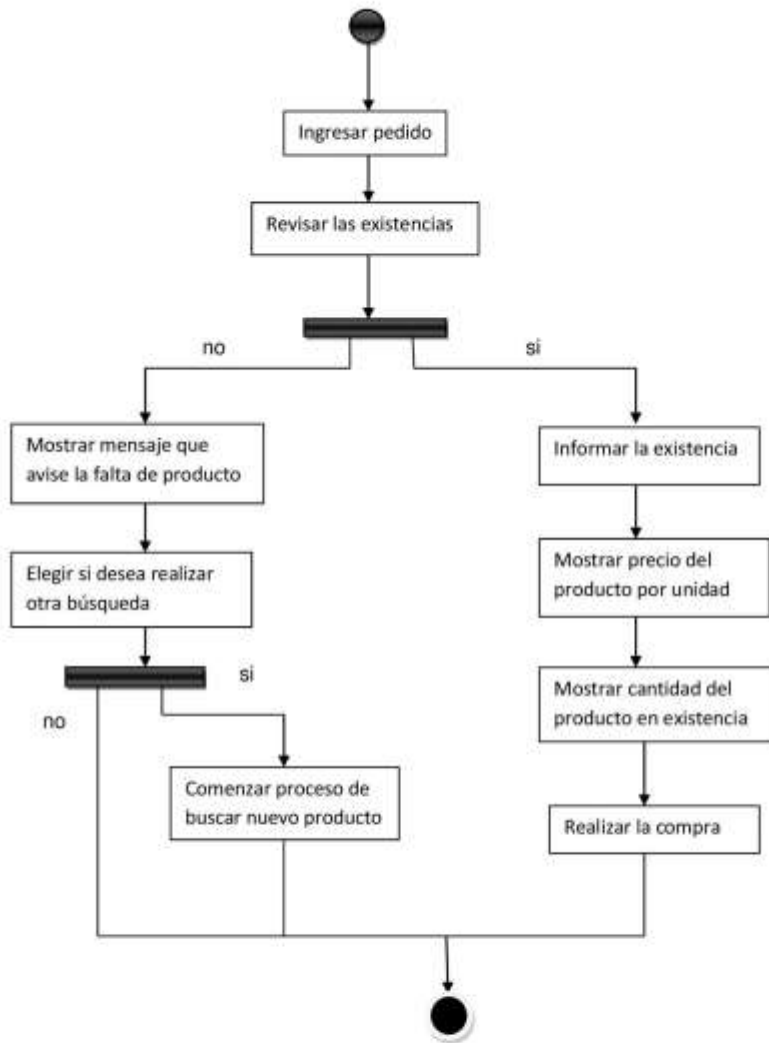 Ingresar pedido
Revisar las existencias
no
si
Mostrar mensaje que
avise la falta de producto
Informar la existencia
Elegir si desea realizar
otra búsqueda
Mostrar precio del
producto por unidad
si
no
Mostrar cantidad del
producto en existencia
Comenzar proceso de
buscar nuevo producto
Realizar la compra